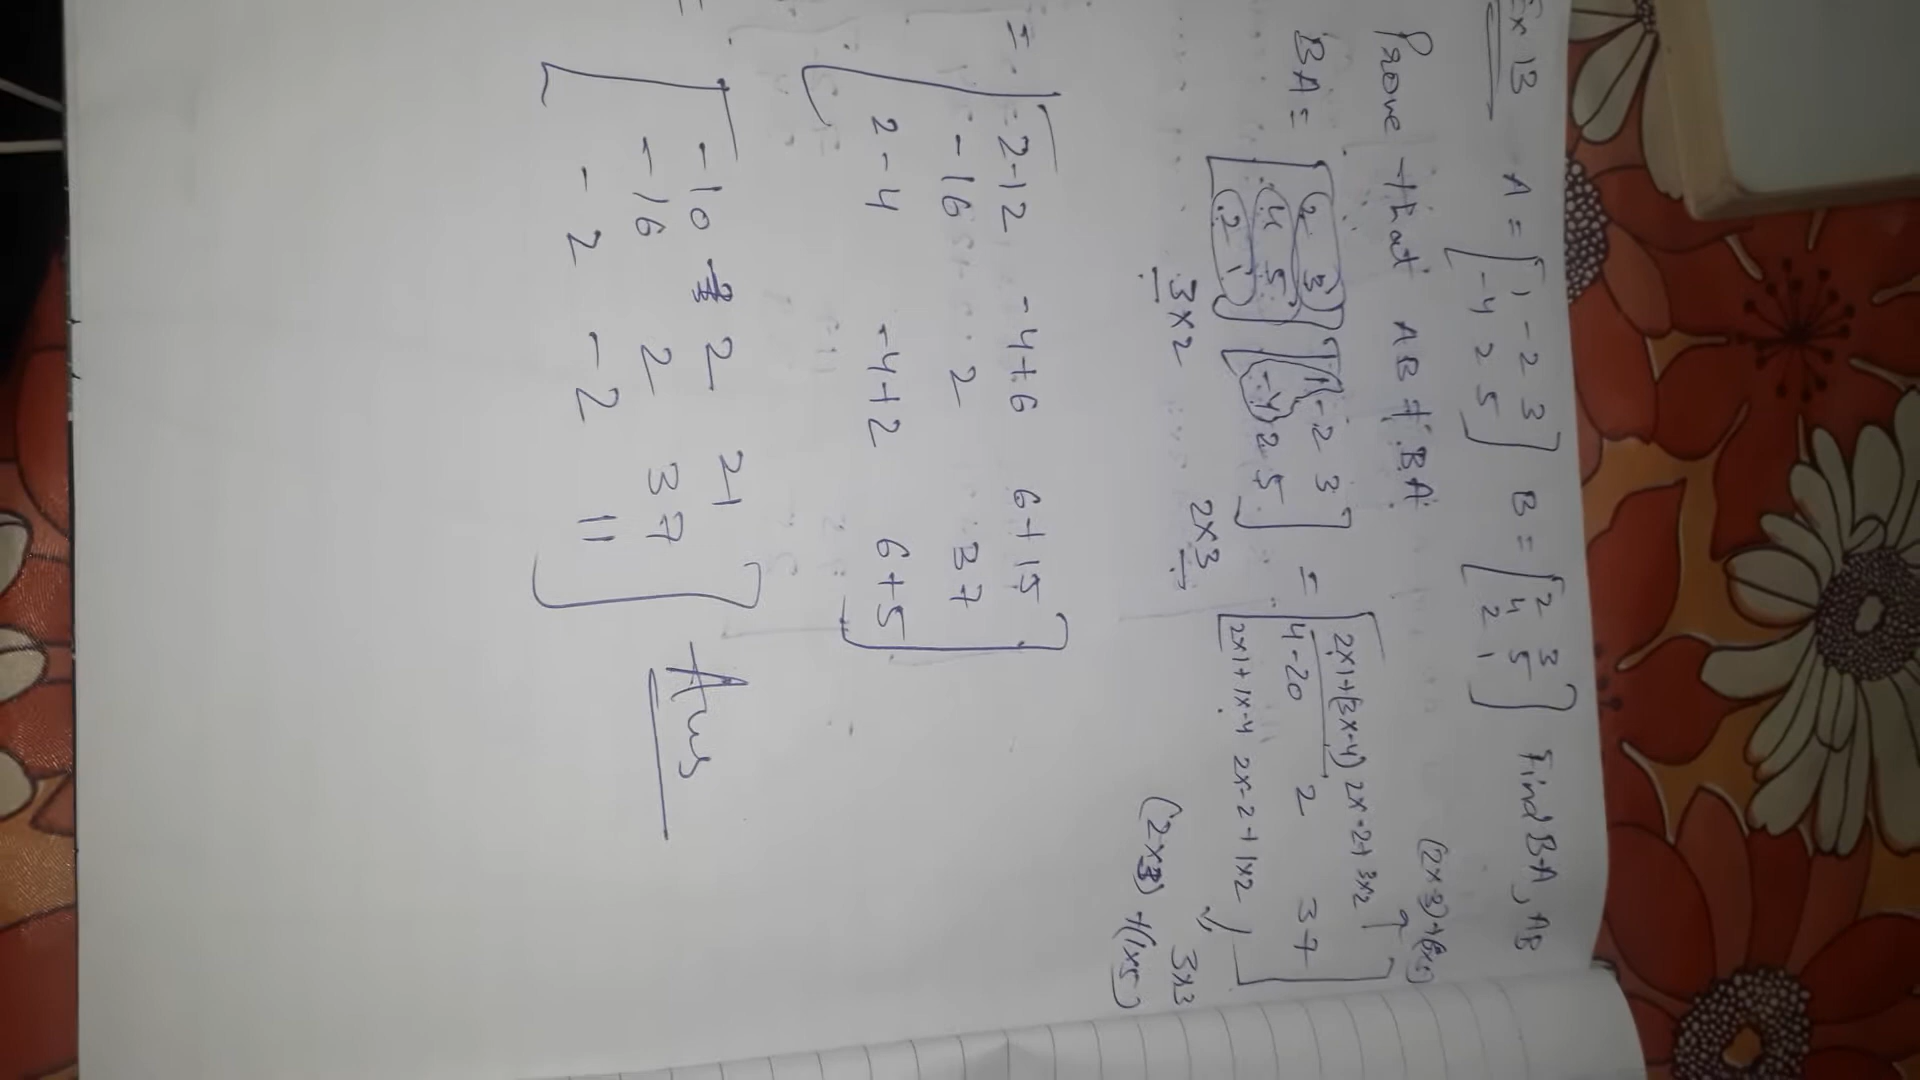 Ex 13 A = [1 -2 3 B = [2 3 Find BA, AB
-4 2 5] 4 5
2 1]
Prove that AB ≠ BA (2×3)+(3×5)
BA = [2 3 [1 -2 3 = [2×1+(3×-4) 2×-2+3×2
4 5 -4 2 5] 4-20 2 37
2 1] 2×1+1×-4 2×-2+1×2 ]
3×2 2×3 3×3
(2×3)+(1×5)
= [2-12 -4+6 6+15
-16 2 37
2-4 -4+2 6+5]
[-10 2 21
-16 2 37
-2 -2 11] Ans